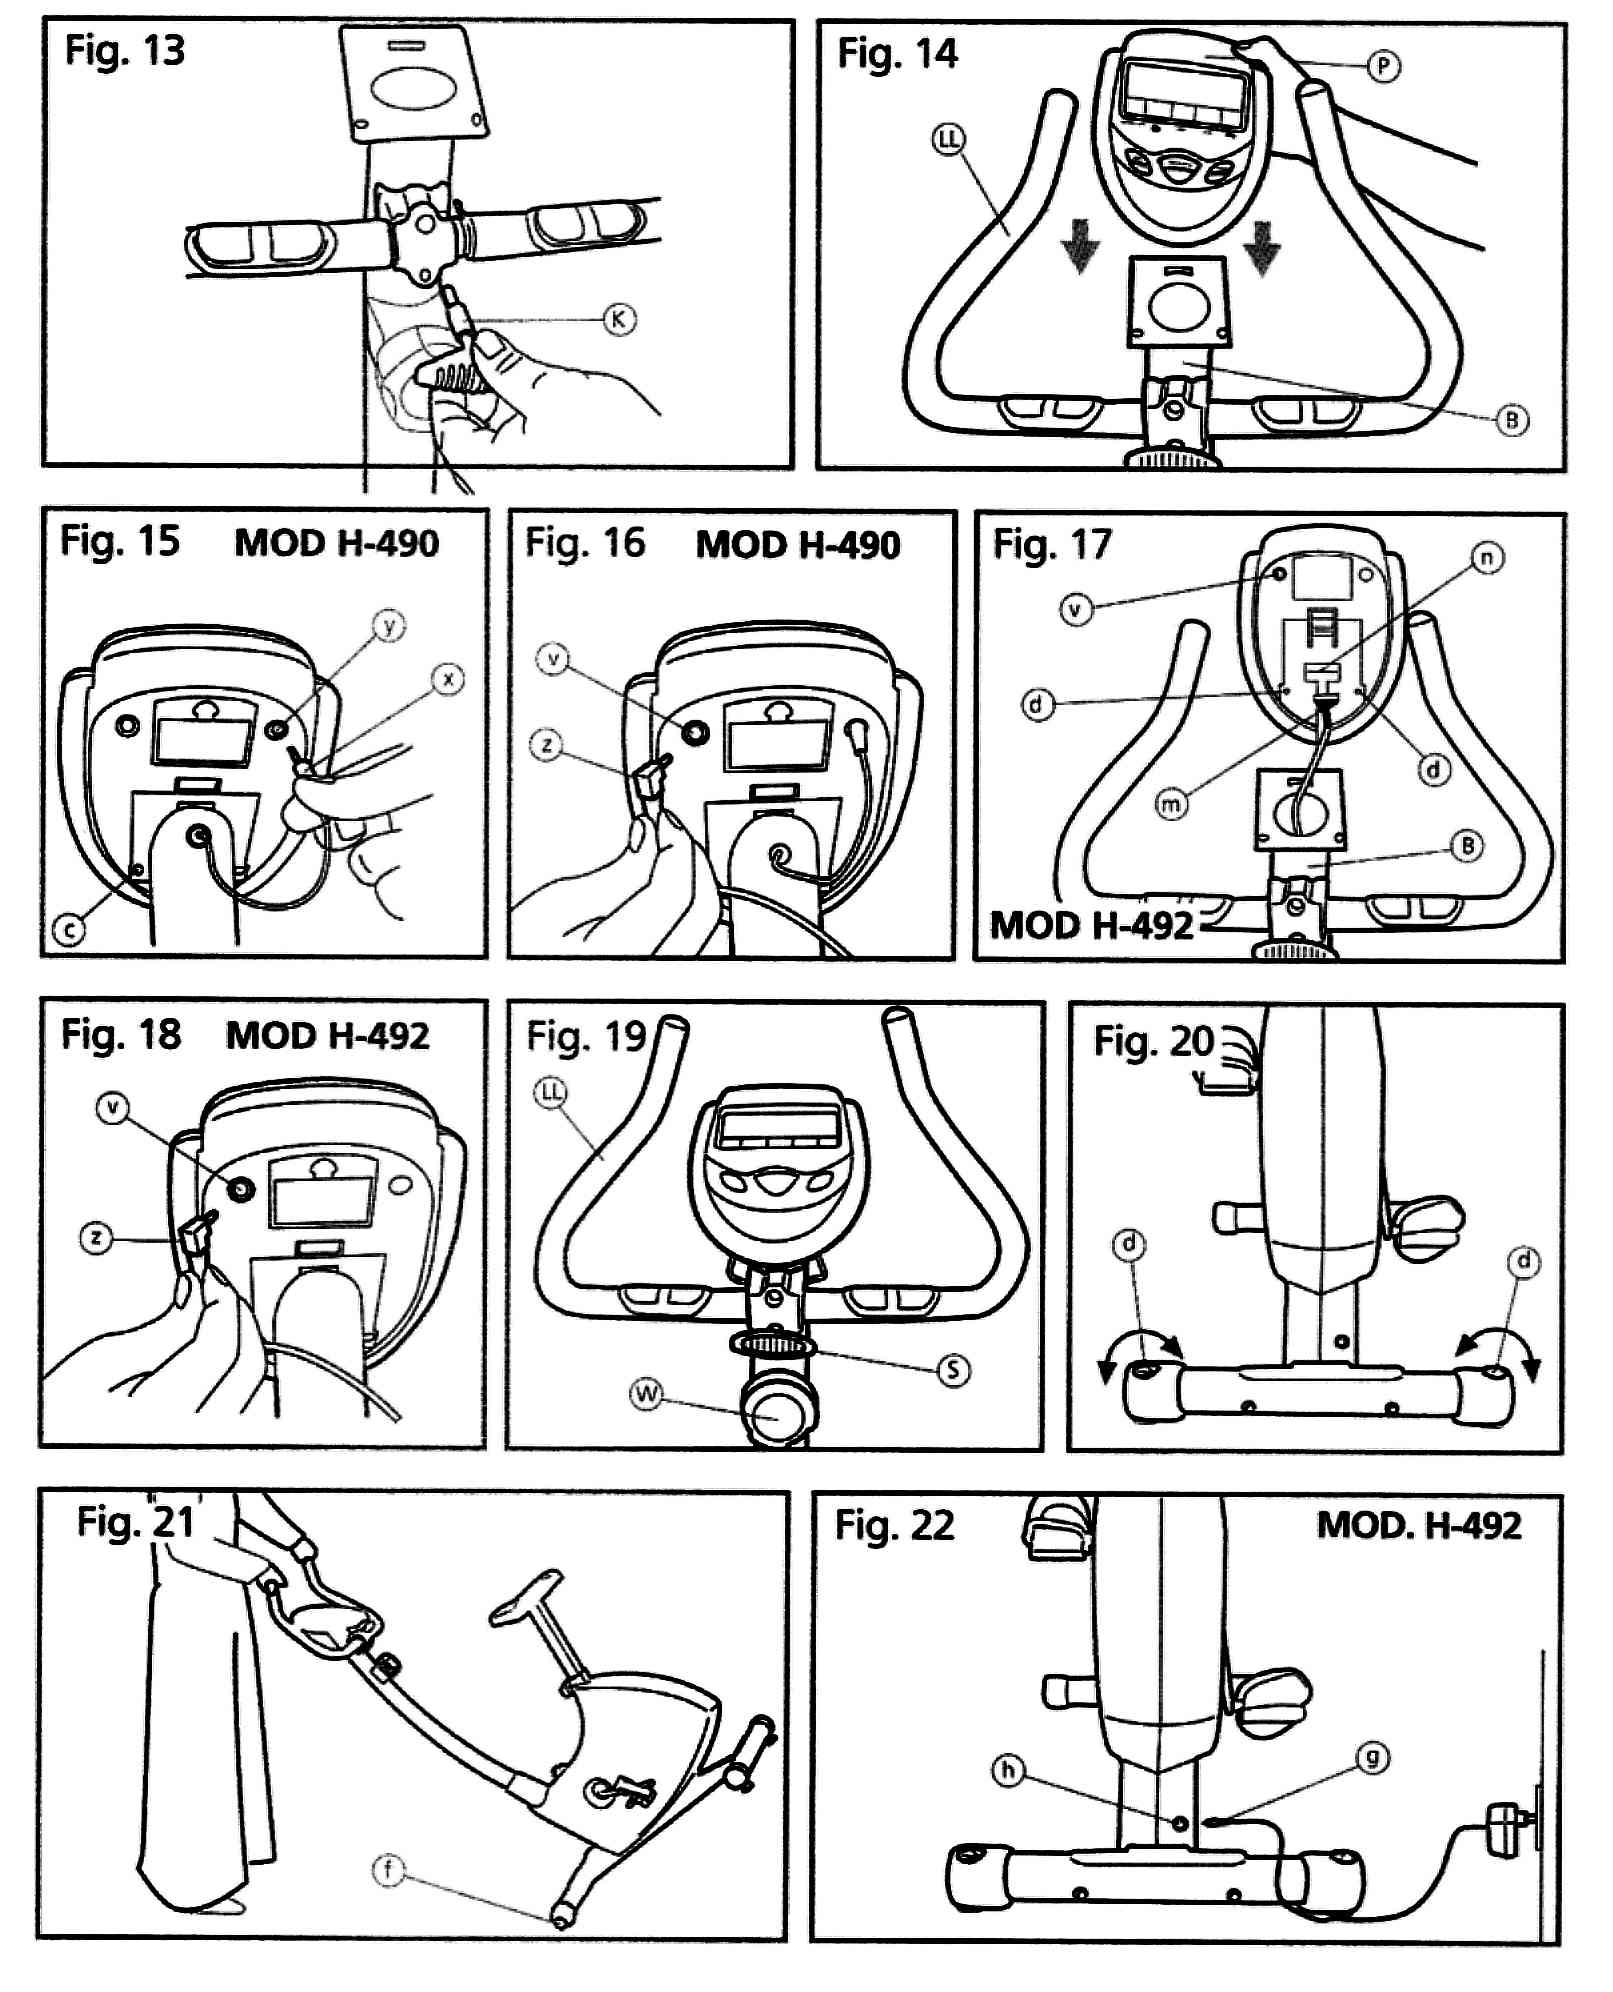 Fig. 13
K
Fig. 14
P
LL
B
Fig. 15 MOD H-490
y
x
c
Fig. 16 MOD H-490
v
z
Fig. 17
n
v
d
d
m
B
MOD H-492
Fig. 18 MOD H-492
v
z
Fig. 19
LL
S
W
Fig. 20
d
d
Fig. 21
f
Fig. 22 MOD. H-492
h
g